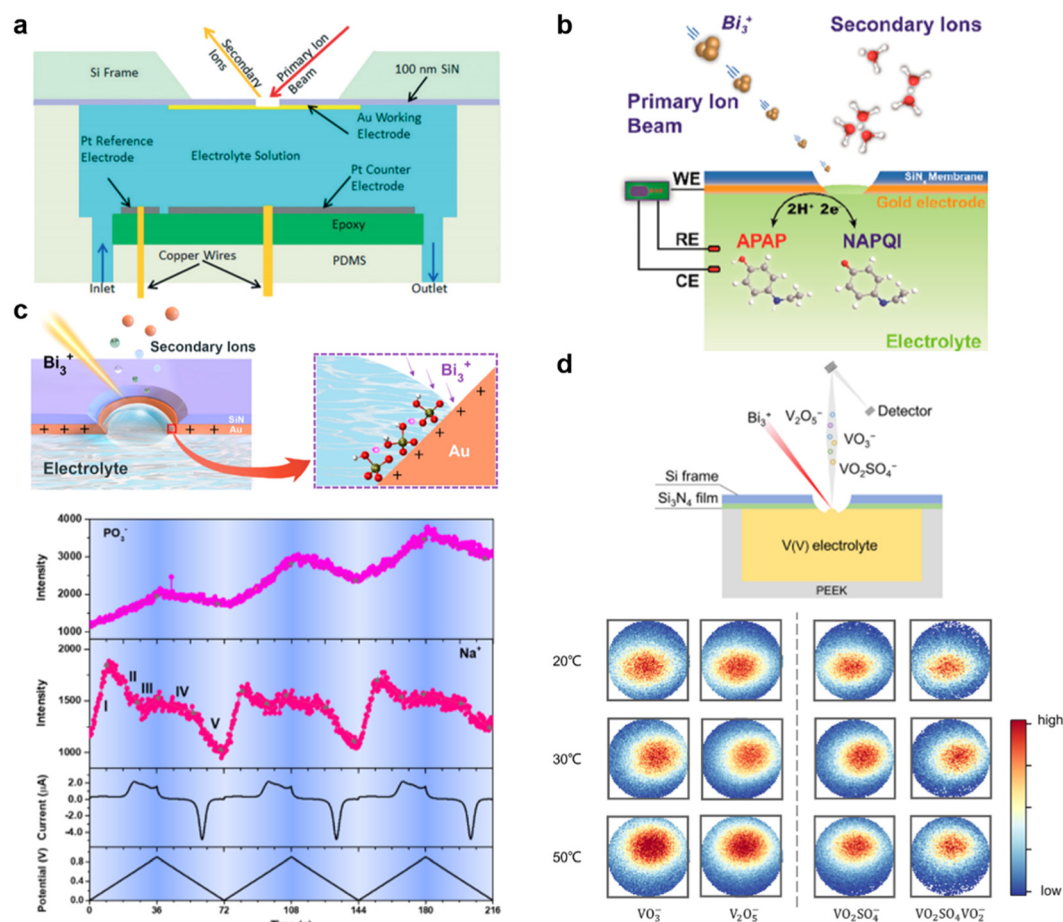 a
Secondary
Ions
Primary Ion
Beam
Si Frame
100 nm SiN
Au Working
Electrode
Pt Reference
Electrode
Electrolyte Solution
Pt Counter
Electrode
Epoxy
Copper Wires
PDMS
Inlet
Outlet
b
Bi₃⁺
Secondary Ions
Primary Ion
Beam
WE
SiNₓ Membrane
Gold electrode
2H⁺ 2e
RE
APAP
NAPQI
CE
Electrolyte
c
Bi₃⁺
Secondary Ions
SiN
Au
Electrolyte
Bi₃⁺
Au
4000
3000
2000
1000
Intensity
PO₃⁻
2000
1500
1000
Intensity
Na⁺
I
II
III
IV
V
2.0
0.0
-2.0
-4.0
Current (μA)
0.8
0.4
0.0
Potential (V)
0 36 72 108 144 180 216
d
Detector
V₂O₅⁻
Bi₃⁺
VO₃⁻
VO₂SO₄⁻
Si frame
Si₃N₄ film
V(V) electrolyte
PEEK
20℃
30℃
50℃
high
low
VO₃⁻ V₂O₅⁻ VO₂SO₄⁻ VO₂SO₄VO₃⁻